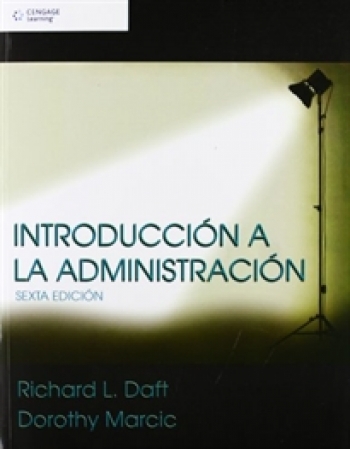 CENGAGE
Learning
INTRODUCCIÓN A
LA ADMINISTRACIÓN
SEXTA EDICIÓN
Richard L. Daft
Dorothy Marcic